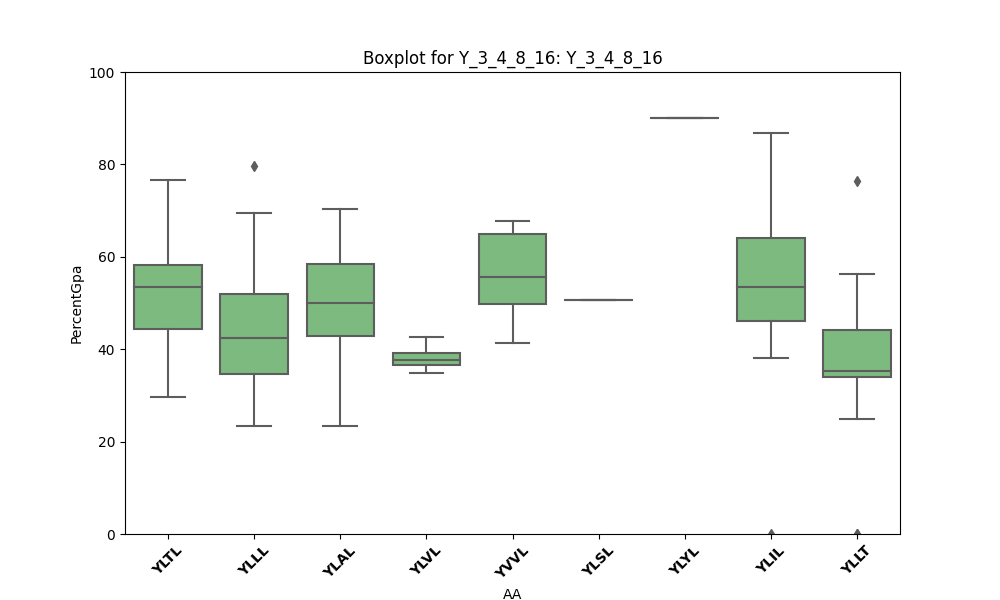 Boxplot for Y_3_4_8_16: Y_3_4_8_16
PercentGpa
100
80
60
40
20
0
YLTL
YLLL
YLAL
YLVL
YVVL
YLSL
YLYL
YLIL
YLLT
AA